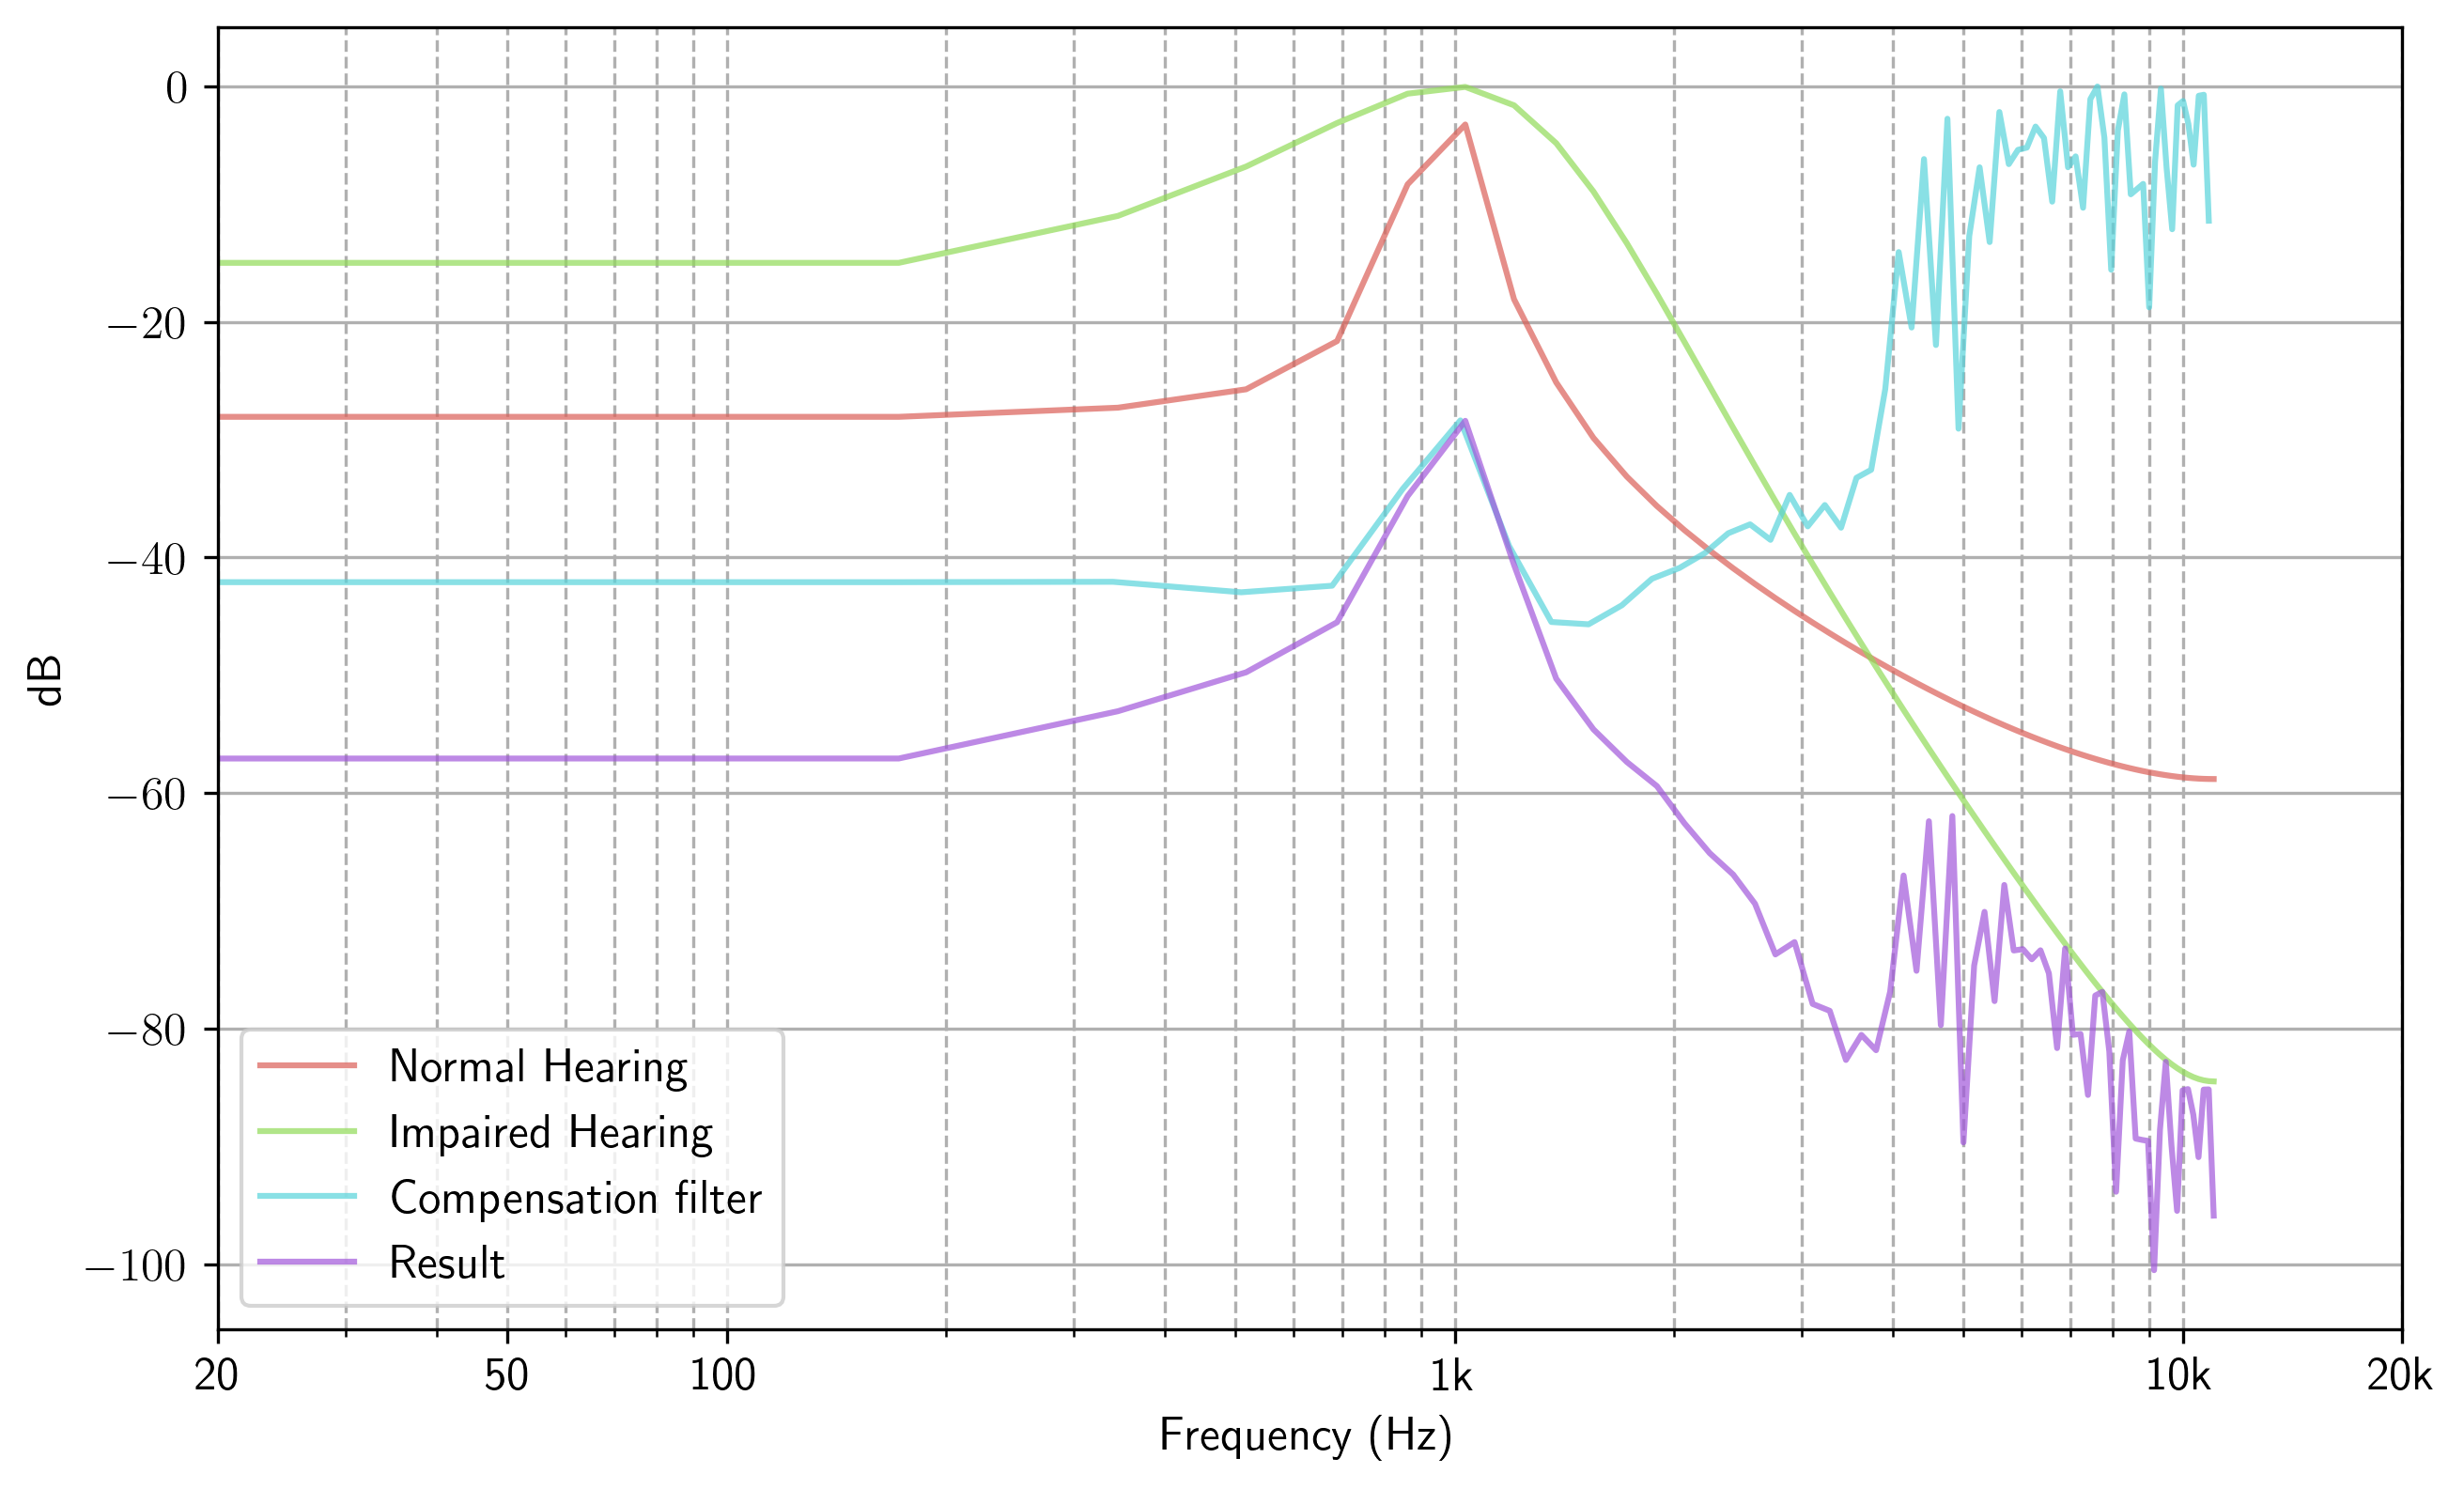 0
−20
−40
−60
−80
−100
dB
Normal Hearing
Impaired Hearing
Compensation filter
Result
20 50 100 1k 10k 20k
Frequency (Hz)